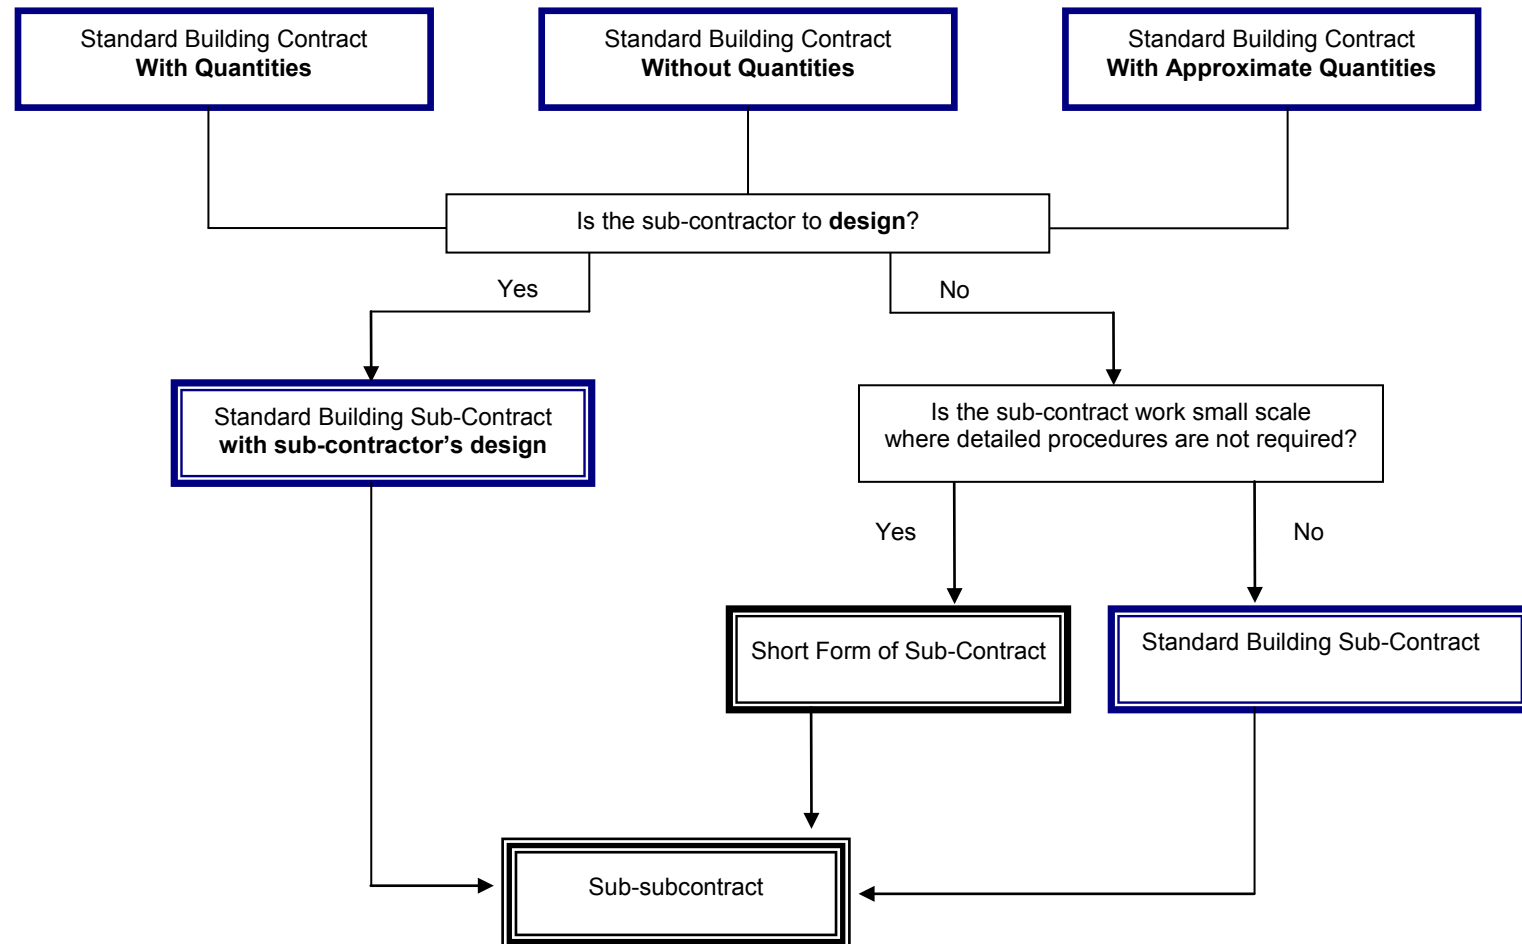 Standard Building Contract
With Quantities
Standard Building Contract
Without Quantities
Standard Building Contract
With Approximate Quantities
Is the sub-contractor to design?
Yes
No
Standard Building Sub-Contract
with sub-contractor’s design
Is the sub-contract work small scale
where detailed procedures are not required?
Yes
No
Short Form of Sub-Contract
Standard Building Sub-Contract
Sub-subcontract